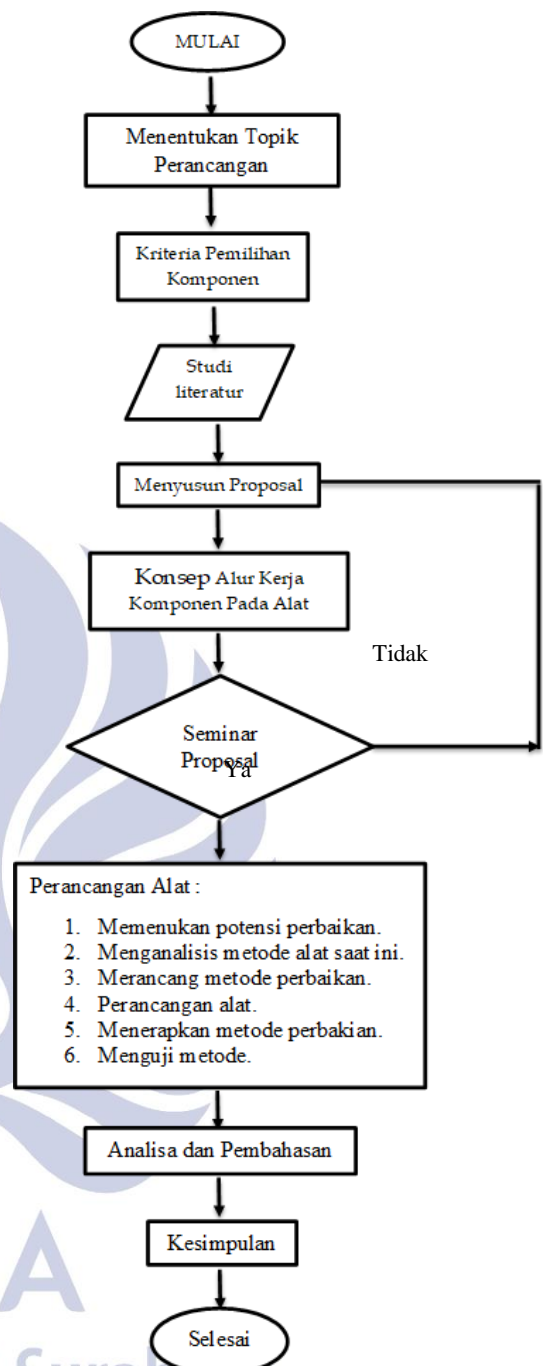 MULAI
Menentukan Topik
Perancangan
Kriteria Pemilihan
Komponen
Studi
literatur
Menyusun Proposal
Konsep Alur Kerja
Komponen Pada Alat
Tidak
Seminar
Proposal
Ya
Perancangan Alat :
1. Memenukan potensi perbaikan.
2. Menganalisis metode alat saat ini.
3. Merancang metode perbaikan.
4. Perancangan alat.
5. Menerapkan metode perbakian.
6. Menguji metode.
Analisa dan Pembahasan
A
Kesimpulan
Selesai